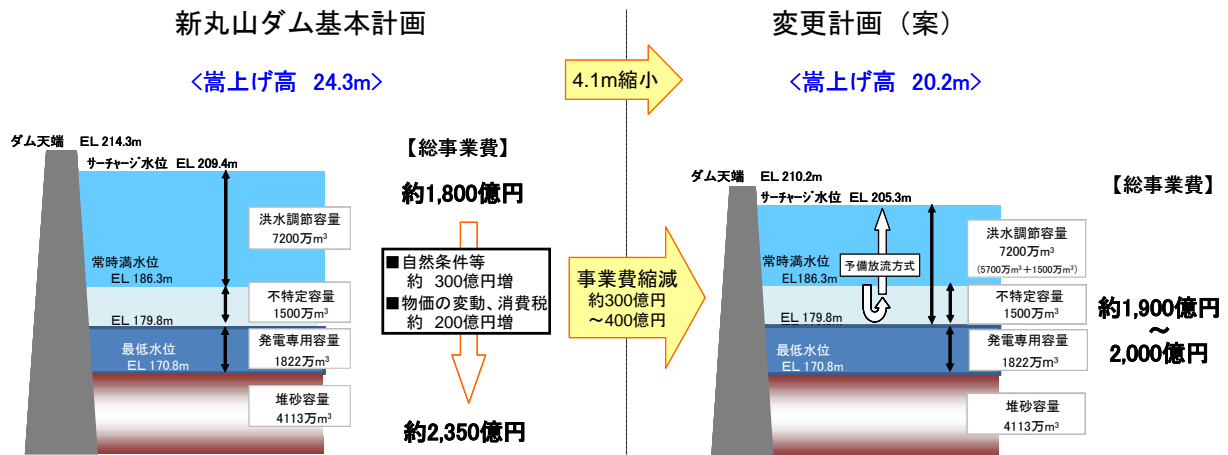 新丸山ダム基本計画
<嵩上げ高 24.3m>
ダム天端 EL 214.3m
サーチャージ水位 EL 209.4m
洪水調節容量
7200万m³
常時満水位
EL 186.3m
不特定容量
1500万m³
EL 179.8m
発電専用容量
1822万m³
最低水位
EL 170.8m
堆砂容量
4113万m³
【総事業費】
約1,800億円
■自然条件等
約 300億円増
■物価の変動、消費税
約 200億円増
約2,350億円
4.1m縮小
事業費縮減
約300億円
～400億円
変更計画（案）
<嵩上げ高 20.2m>
ダム天端 EL 210.2m
サーチャージ水位 EL 205.3m
洪水調節容量
7200万m³
(5700万m³＋1500万m³)
常時満水位
EL186.3m
予備放流方式
不特定容量
1500万m³
EL 179.8m
発電専用容量
1822万m³
最低水位
EL 170.8m
堆砂容量
4113万m³
【総事業費】
約1,900億円
～
2,000億円